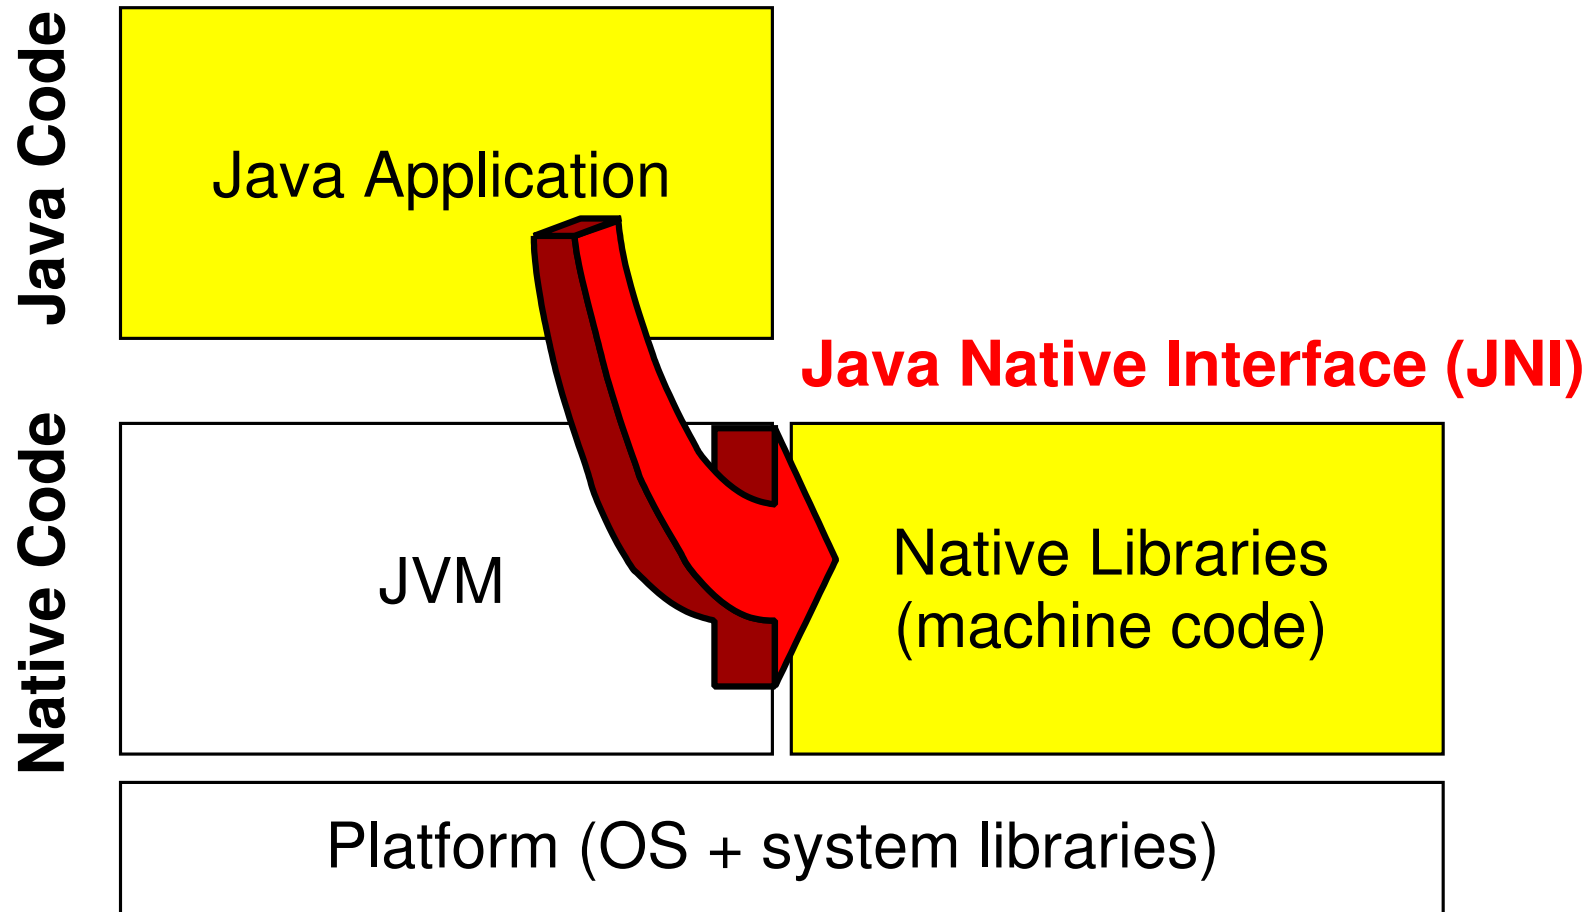 Java Code
Java Application
Java Native Interface (JNI)
Native Code
JVM
Native Libraries
(machine code)
Platform (OS + system libraries)